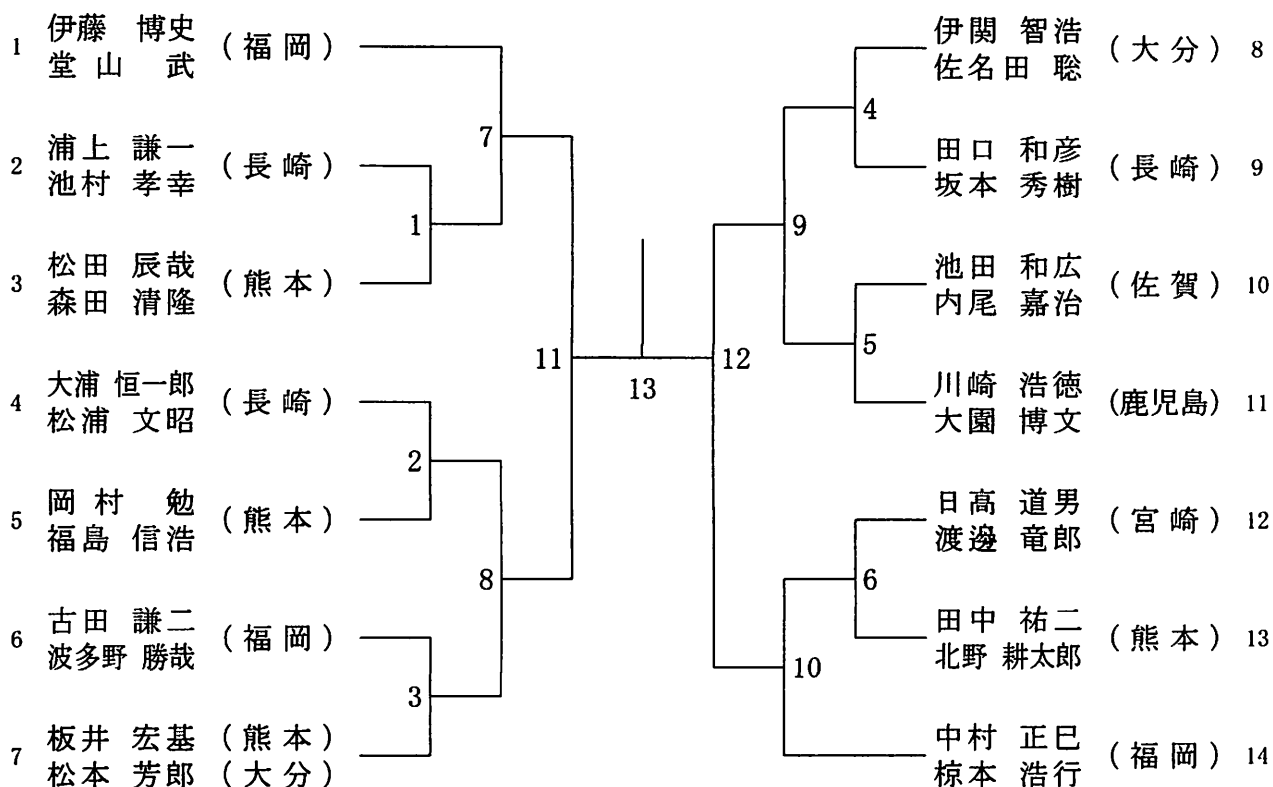 1 伊藤 博史 (福岡)
堂山 武
2 浦上 謙一 (長崎)
池村 孝幸
3 松田 辰哉 (熊本)
森田 清隆
4 大浦 恒一郎 (長崎)
松浦 文昭
5 岡村 勉 (熊本)
福島 信浩
6 古田 謙二 (福岡)
波多野 勝哉
7 板井 宏基 (熊本)
松本 芳郎 (大分)
7
1
11
2
8
3
13
12
4
9
5
6
10
伊関 智浩 (大分) 8
佐名田 聡
田口 和彦 (長崎) 9
坂本 秀樹
池田 和広 (佐賀) 10
内尾 嘉治
川崎 浩徳 (鹿児島) 11
大園 博文
日高 道男 (宮崎) 12
渡邊 竜郎
田中 祐二 (熊本) 13
北野 耕太郎
中村 正巳 (福岡) 14
椋本 浩行